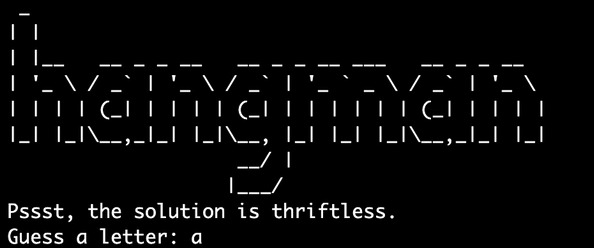 hangman
Pssst, the solution is thriftless.
Guess a letter: a